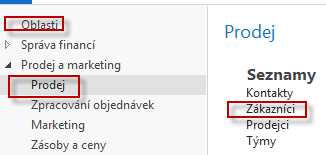 Oblasti
Správa financí
Prodej a marketing
Prodej
Zpracování objednávek
Marketing
Zásoby a ceny
Prodej
Seznamy
Kontakty
Zákazníci
Prodejci
Týmy